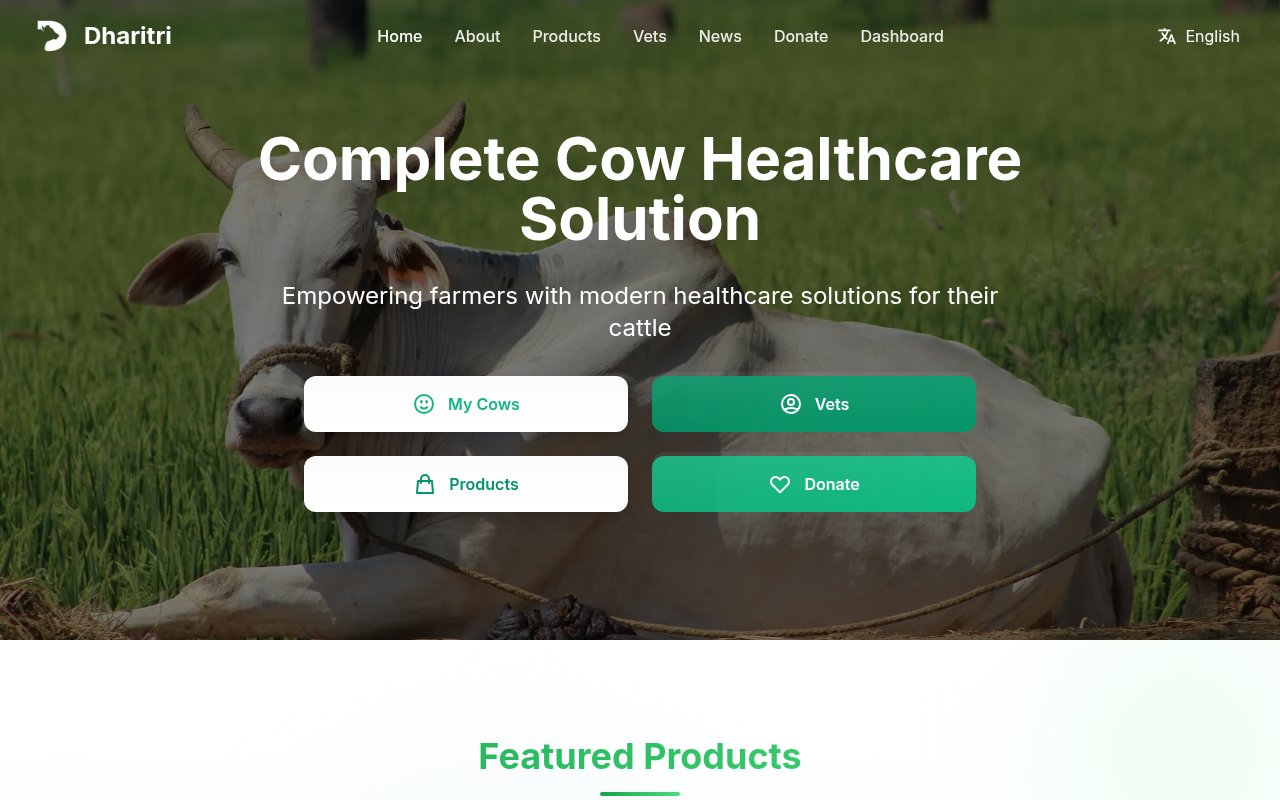 Dharitri
Home
About
Products
Vets
News
Donate
Dashboard
English
Complete Cow Healthcare
Solution
Empowering farmers with modern healthcare solutions for their
cattle
My Cows
Vets
Products
Donate
Featured Products